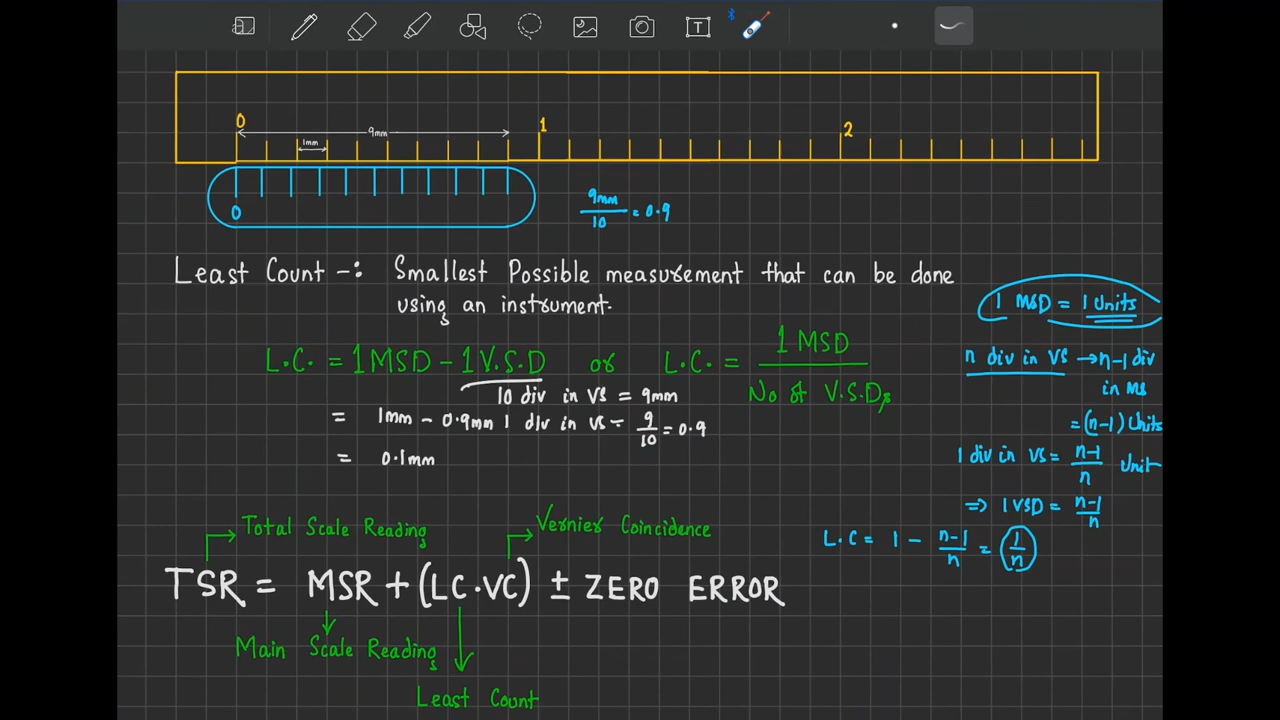 T
0
1
2
9mm
1mm
0
9mm/10 = 0.9
Least Count -: Smallest Possible measurement that can be done
using an instrument.
L.C. = 1MSD - 1V.S.D or L.C. = 1 MSD / No of V.S.Ds
10 div in VS = 9mm
= 1mm - 0.9mm 1 div in VS = 9/10 = 0.9
= 0.1mm
1 MSD = 1 Units
n div in VS → n-1 div
in MS
= (n-1) Units
1 div in VS = n-1/n Unit
⇒ 1 VSD = n-1/n
L.C = 1 - n-1/n = 1/n
Total Scale Reading
Vernier Coincidence
TSR = MSR + (LC.VC) ± ZERO ERROR
Main Scale Reading
Least Count